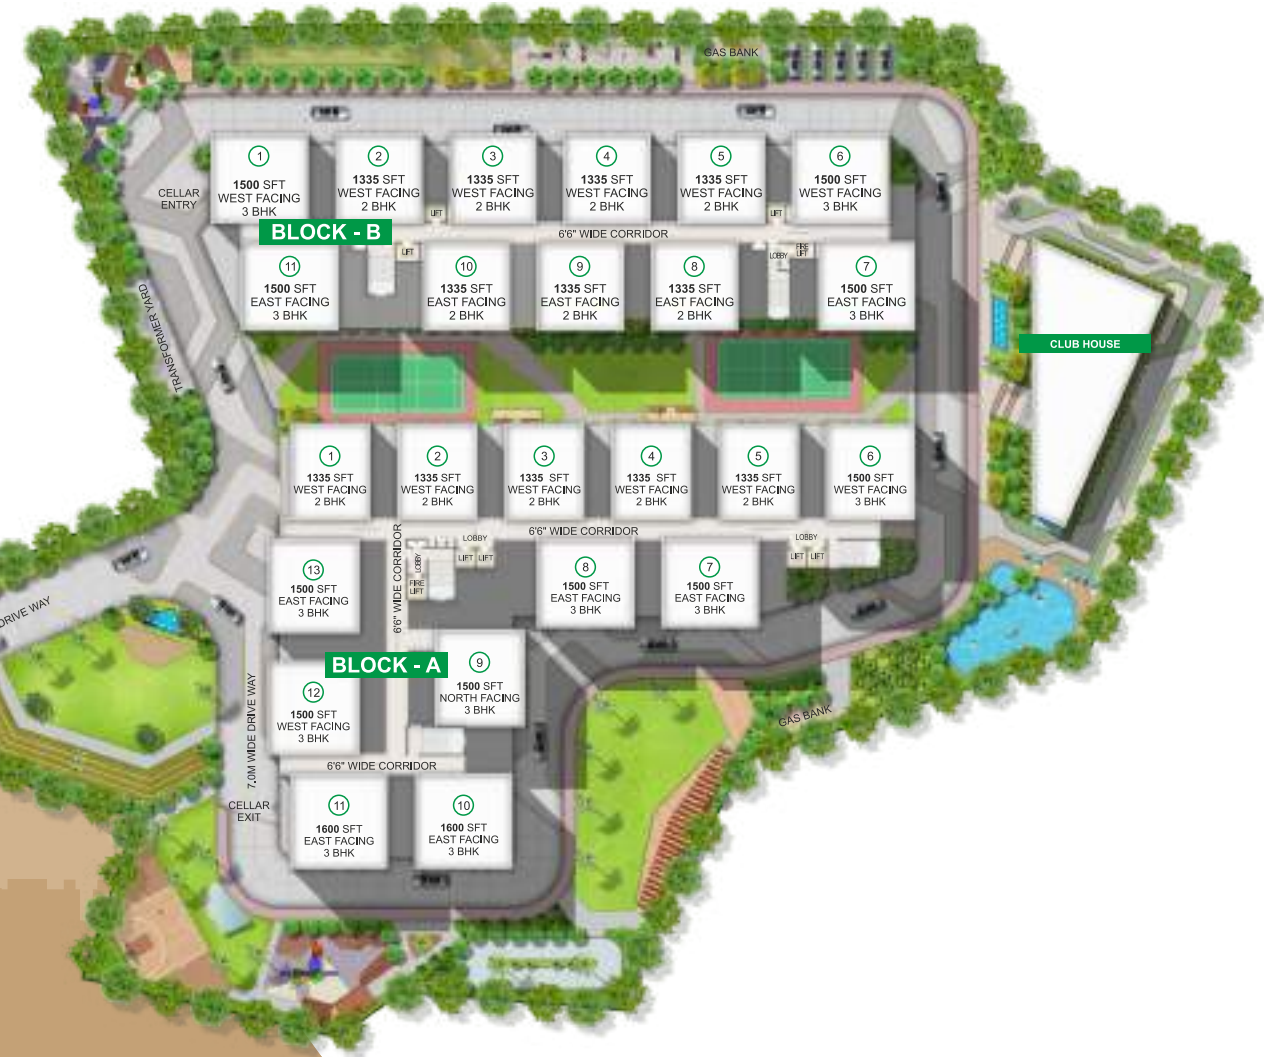 GAS BANK
1
1500 SFT
WEST FACING
3 BHK
2
1335 SFT
WEST FACING
2 BHK
3
1335 SFT
WEST FACING
2 BHK
4
1335 SFT
WEST FACING
2 BHK
5
1335 SFT
WEST FACING
2 BHK
6
1500 SFT
WEST FACING
3 BHK
CELLAR
ENTRY
LIFT
LIFT
BLOCK - B
6'6" WIDE CORRIDOR
LIFT
LOBBY
FIRE
LIFT
11
1500 SFT
EAST FACING
3 BHK
10
1335 SFT
EAST FACING
2 BHK
9
1335 SFT
EAST FACING
2 BHK
8
1335 SFT
EAST FACING
2 BHK
7
1500 SFT
EAST FACING
3 BHK
TRANSFORMER YARD
CLUB HOUSE
1
1335 SFT
WEST FACING
2 BHK
2
1335 SFT
WEST FACING
2 BHK
3
1335 SFT
WEST FACING
2 BHK
4
1335 SFT
WEST FACING
2 BHK
5
1335 SFT
WEST FACING
2 BHK
6
1500 SFT
WEST FACING
3 BHK
6'6" WIDE CORRIDOR
6'6" WIDE CORRIDOR
LOBBY
LIFT LIFT
LOBBY
FIRE
LIFT
LOBBY
LIFT LIFT
13
1500 SFT
EAST FACING
3 BHK
8
1500 SFT
EAST FACING
3 BHK
7
1500 SFT
EAST FACING
3 BHK
DRIVE WAY
BLOCK - A
9
1500 SFT
NORTH FACING
3 BHK
12
1500 SFT
WEST FACING
3 BHK
7.0M WIDE DRIVE WAY
GAS BANK
6'6" WIDE CORRIDOR
CELLAR
EXIT
11
1600 SFT
EAST FACING
3 BHK
10
1600 SFT
EAST FACING
3 BHK